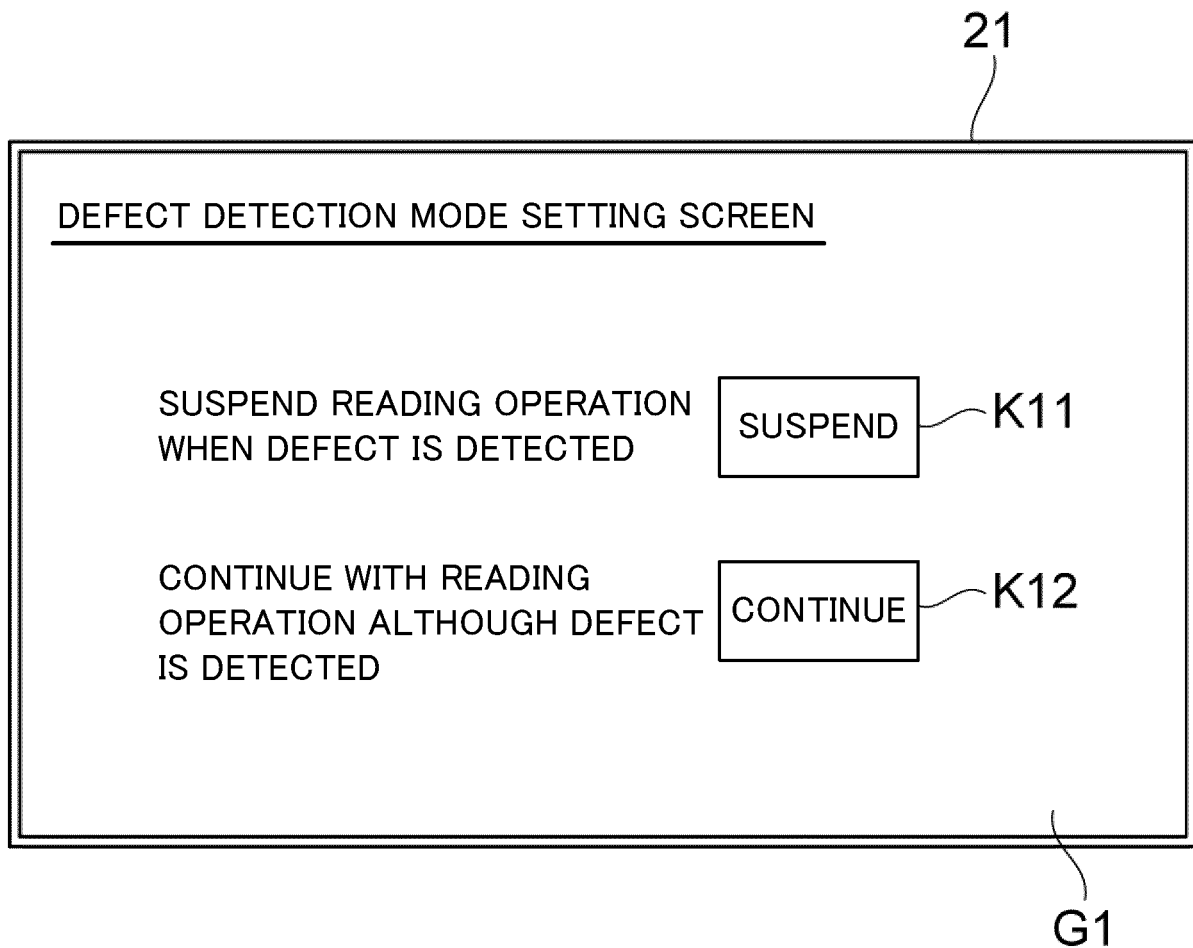 21
DEFECT DETECTION MODE SETTING SCREEN
SUSPEND READING OPERATION
WHEN DEFECT IS DETECTED
SUSPEND
K11
CONTINUE WITH READING
OPERATION ALTHOUGH DEFECT
IS DETECTED
CONTINUE
K12
G1